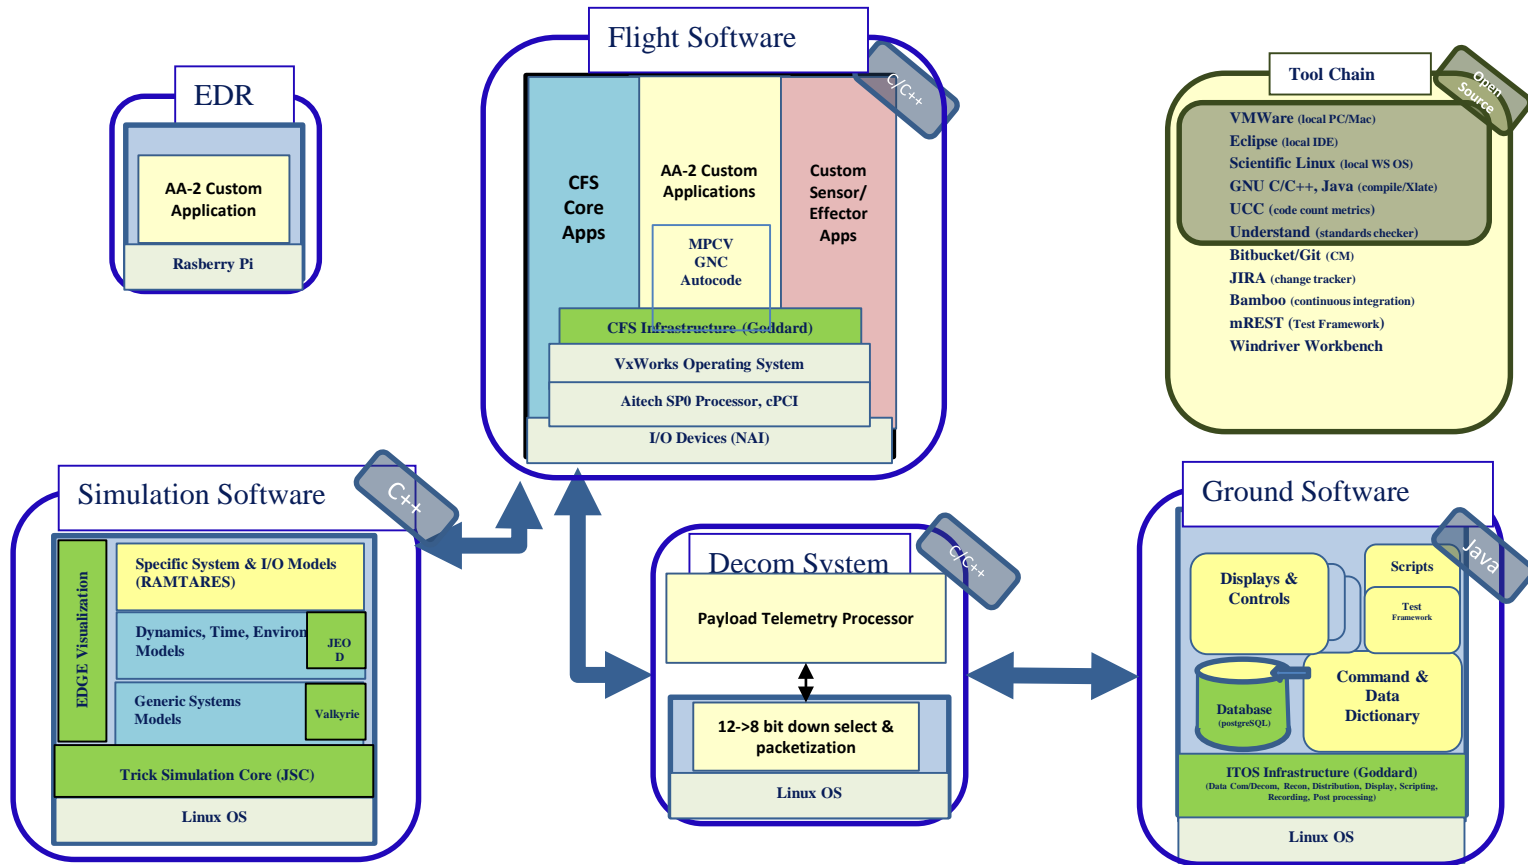 Flight Software
C/C++
CFS
Core
Apps
AA-2 Custom
Applications
MPCV
GNC
Autocode
Custom
Sensor/
Effector
Apps
CFS Infrastructure (Goddard)
VxWorks Operating System
Aitech SP0 Processor, cPCI
I/O Devices (NAI)
EDR
AA-2 Custom
Application
Rasberry Pi
Tool Chain
Open
Source
VMWare (local PC/Mac)
Eclipse (local IDE)
Scientific Linux (local WS OS)
GNU C/C++, Java (compile/Xlate)
UCC (code count metrics)
Understand (standards checker)
Bitbucket/Git (CM)
JIRA (change tracker)
Bamboo (continuous integration)
mREST (Test Framework)
Windriver Workbench
Simulation Software
C++
EDGE Visualization
Specific System & I/O Models
(RAMTARES)
Dynamics, Time, Environ
Models
JEO
D
Generic Systems
Models
Valkyrie
Trick Simulation Core (JSC)
Linux OS
Decom System
C/C++
Payload Telemetry Processor
12->8 bit down select &
packetization
Linux OS
Ground Software
Java
Displays &
Controls
Scripts
Test
Framework
Database
(postgreSQL)
Command &
Data
Dictionary
ITOS Infrastructure (Goddard)
(Data Com/Decom, Recon, Distribution, Display, Scripting,
Recording, Post processing)
Linux OS